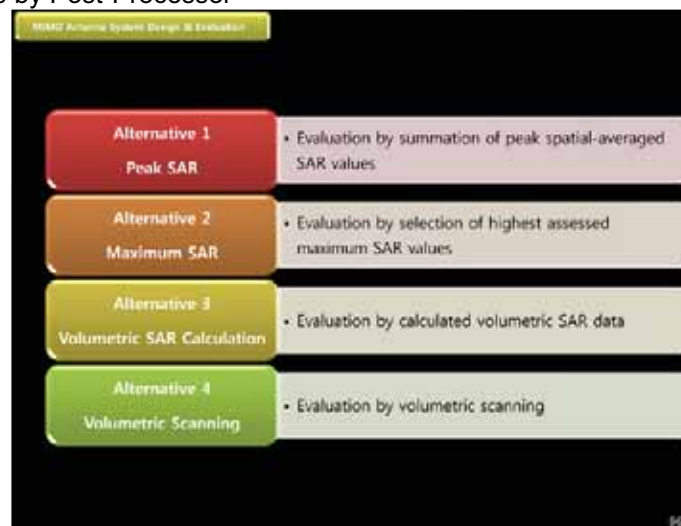 by Post Processor
MIMO Antenna System Design & Evaluation
Alternative 1
Peak SAR
• Evaluation by summation of peak spatial-averaged
SAR values
Alternative 2
Maximum SAR
• Evaluation by selection of highest assessed
maximum SAR values
Alternative 3
Volumetric SAR Calculation
• Evaluation by calculated volumetric SAR data
Alternative 4
Volumetric Scanning
• Evaluation by volumetric scanning